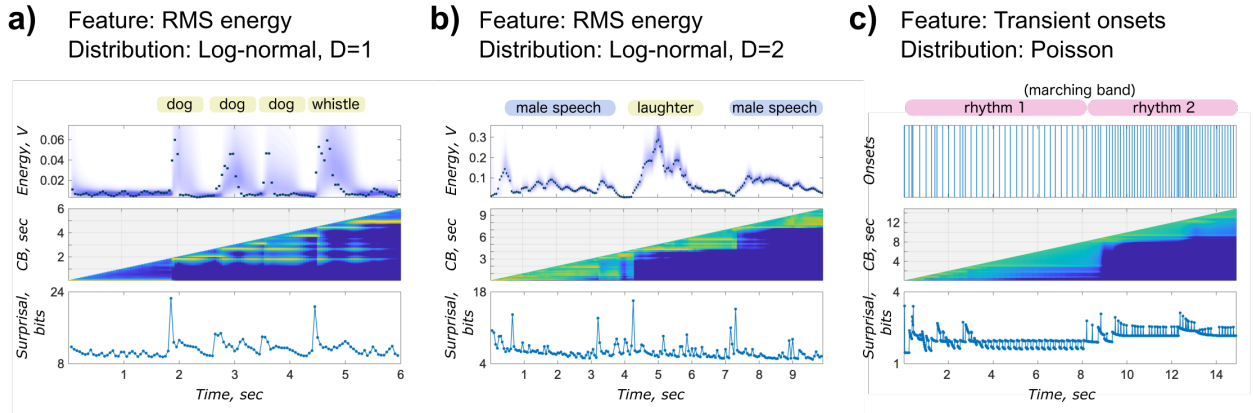 a) Feature: RMS energy
Distribution: Log-normal, D=1
dog dog dog whistle
Energy, V
0.06
0.04
0.02
CB, sec
6
4
2
Surprisal, bits
24
8
1 2 3 4 5 6
Time, sec
b) Feature: RMS energy
Distribution: Log-normal, D=2
male speech laughter male speech
Energy, V
0.3
0.2
0.1
CB, sec
9
6
3
Surprisal, bits
18
4
1 2 3 4 5 6 7 8 9
Time, sec
c) Feature: Transient onsets
Distribution: Poisson
(marching band)
rhythm 1 rhythm 2
Onsets
CB, sec
12
8
4
Surprisal, bits
4
1
2 4 6 8 10 12 14
Time, sec